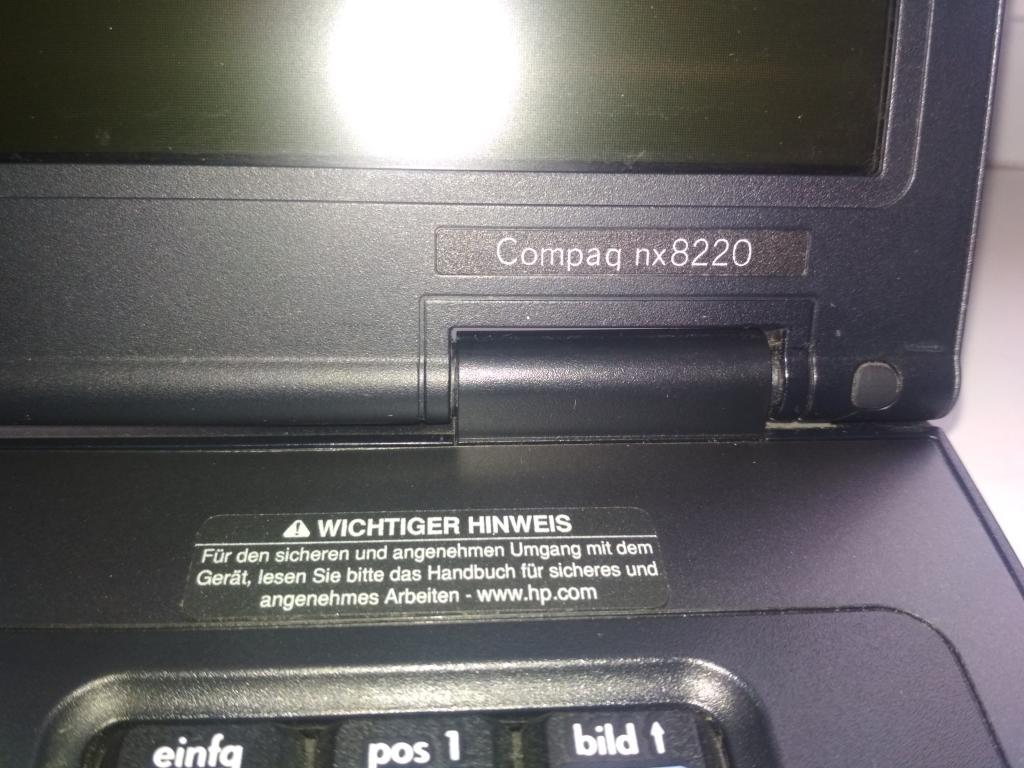 Compaq nx8220
⚠ WICHTIGER HINWEIS
Für den sicheren und angenehmen Umgang mit dem
Gerät, lesen Sie bitte das Handbuch für sicheres und
angenehmes Arbeiten - www.hp.com
einfg pos 1 bild ↑